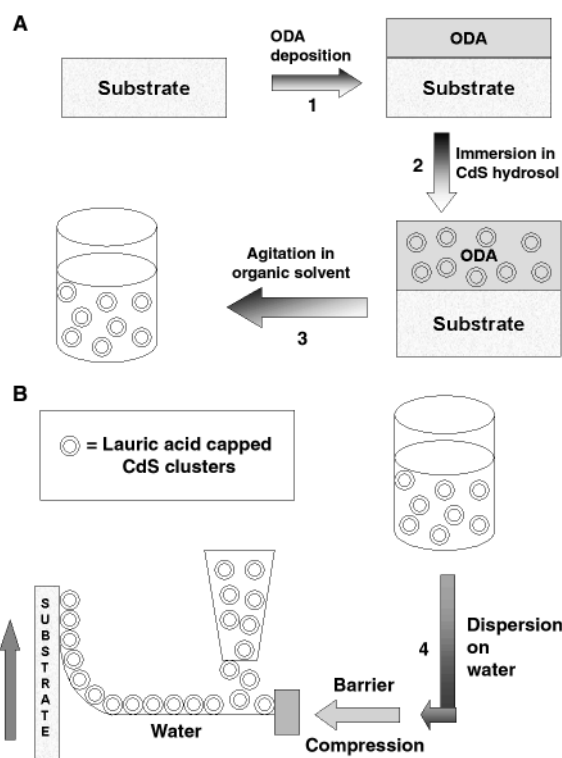 A
ODA
deposition
Substrate
1
ODA
Substrate
2
Immersion in
CdS hydrosol
ODA
Substrate
Agitation in
organic solvent
3
B
= Lauric acid capped
CdS clusters
SUBSTRATE
Water
Barrier
Compression
4
Dispersion
on
water